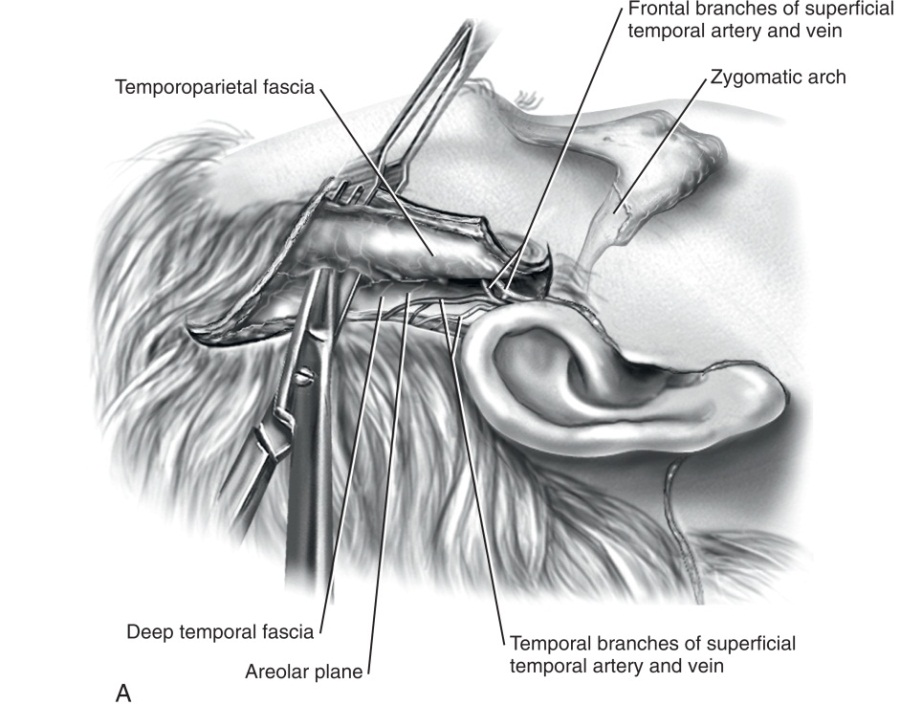 Frontal branches of superficial
temporal artery and vein
Temporoparietal fascia
Zygomatic arch
Deep temporal fascia
Areolar plane
Temporal branches of superficial
temporal artery and vein
A